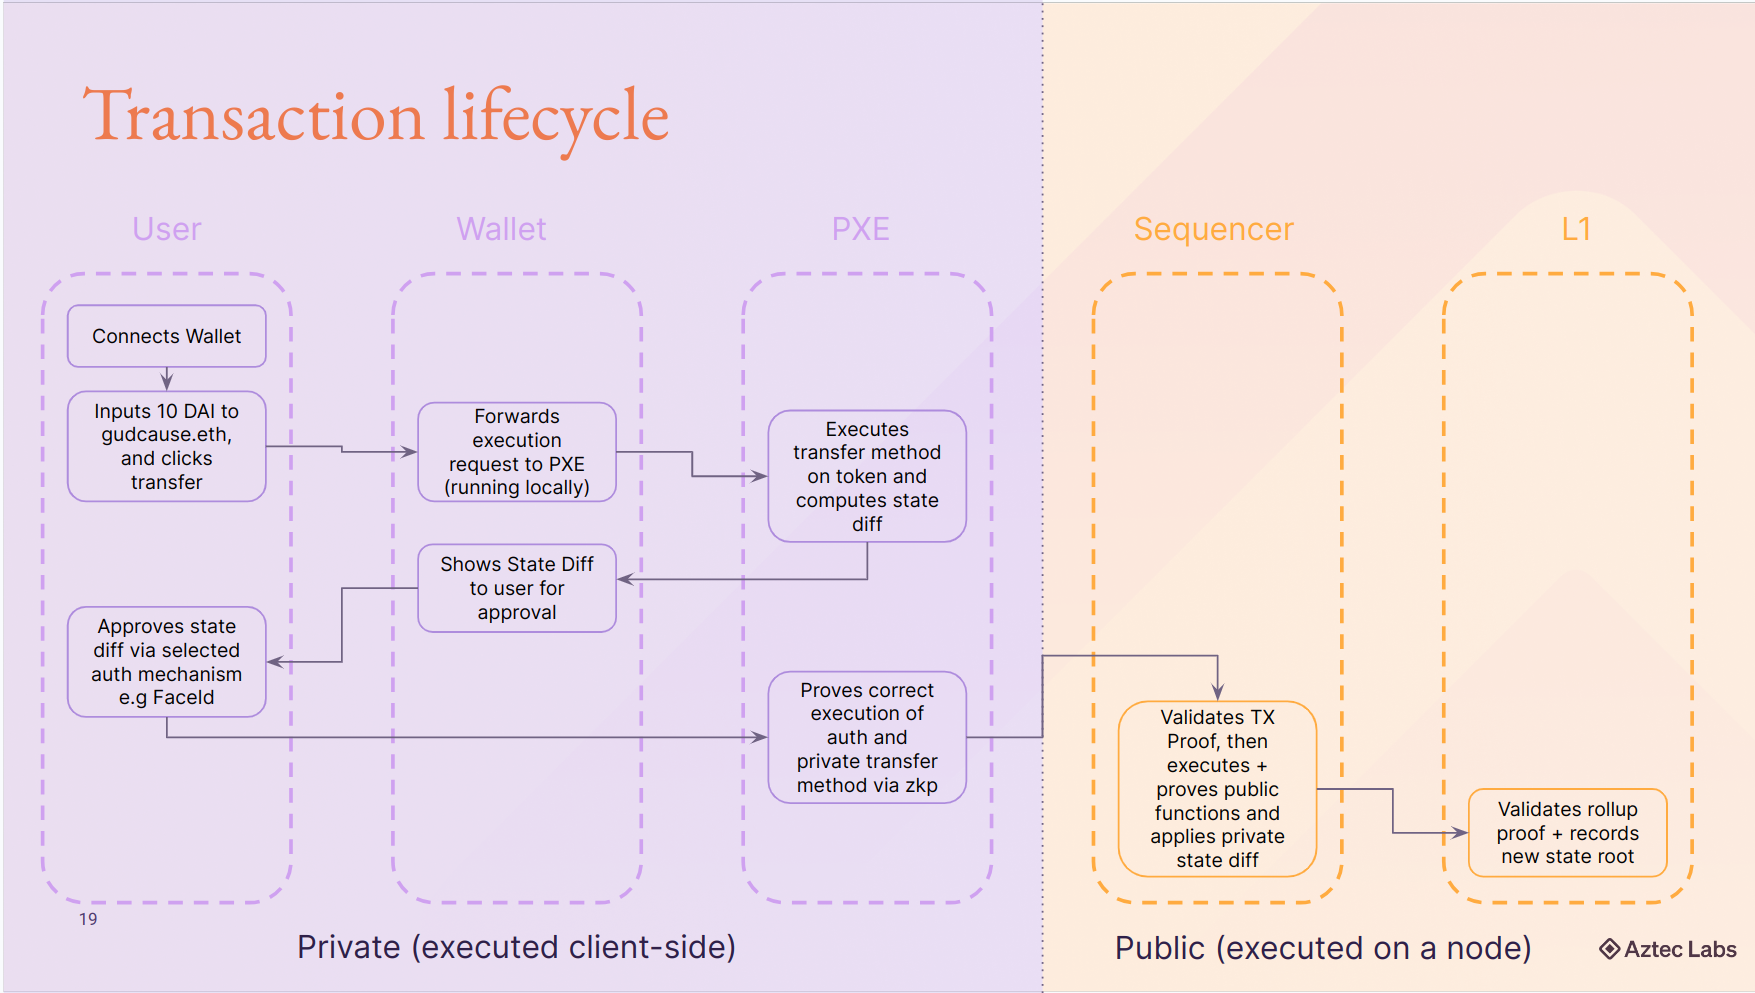 Transaction lifecycle
User
Wallet
PXE
Sequencer
L1
Connects Wallet
Inputs 10 DAI to
gudcause.eth,
and clicks
transfer
Forwards
execution
request to PXE
(running locally)
Executes
transfer method
on token and
computes state
diff
Shows State Diff
to user for
approval
Approves state
diff via selected
auth mechanism
e.g FaceId
Proves correct
execution of
auth and
private transfer
method via zkp
Validates TX
Proof, then
executes +
proves public
functions and
applies private
state diff
Validates rollup
proof + records
new state root
19
Private (executed client-side)
Public (executed on a node)
Aztec Labs